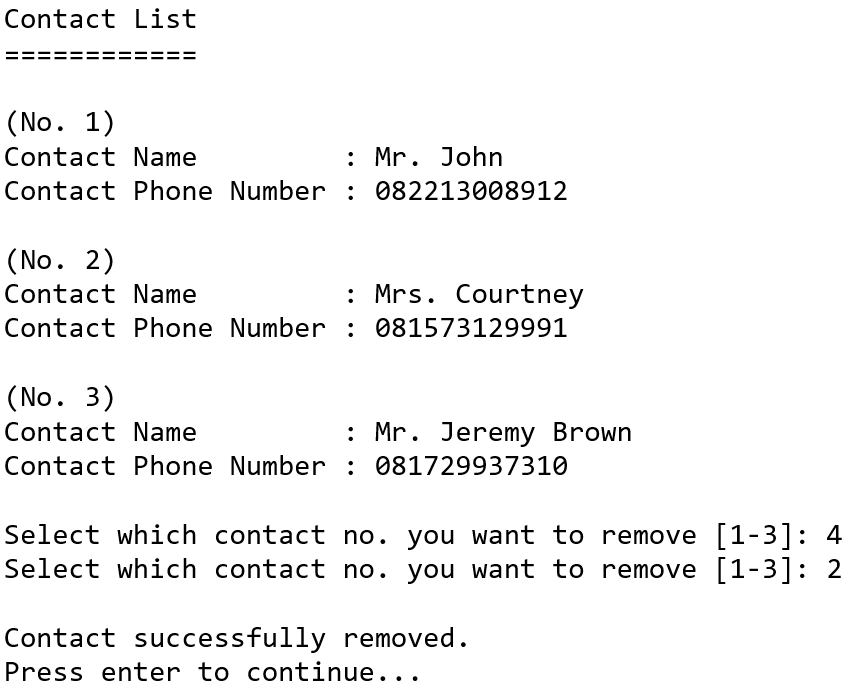 Contact List
============
(No. 1)
Contact Name         : Mr. John
Contact Phone Number : 082213008912
(No. 2)
Contact Name         : Mrs. Courtney
Contact Phone Number : 081573129991
(No. 3)
Contact Name         : Mr. Jeremy Brown
Contact Phone Number : 081729937310
Select which contact no. you want to remove [1-3]: 4
Select which contact no. you want to remove [1-3]: 2
Contact successfully removed.
Press enter to continue...